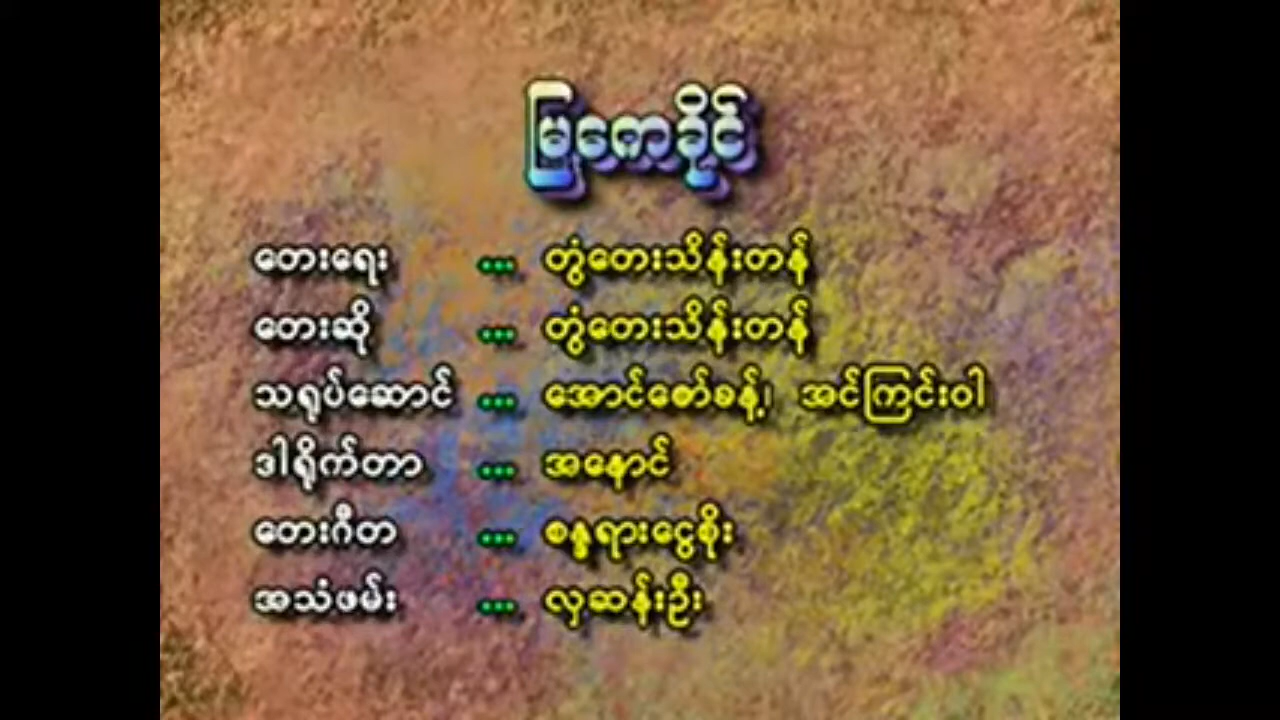 မြကေခိုင်
တေးရေး ... တွံတေးသိန်းတန်
တေးဆို ... တွံတေးသိန်းတန်
သရုပ်ဆောင် ... အောင်ဇော်ခန့်၊ အင်ကြင်းဝါ
ဒါရိုက်တာ ... အနောင်
တေးဂီတ ... စန္ဒရားငွေစိုး
အသံဖမ်း ... လှဆန်းဦး